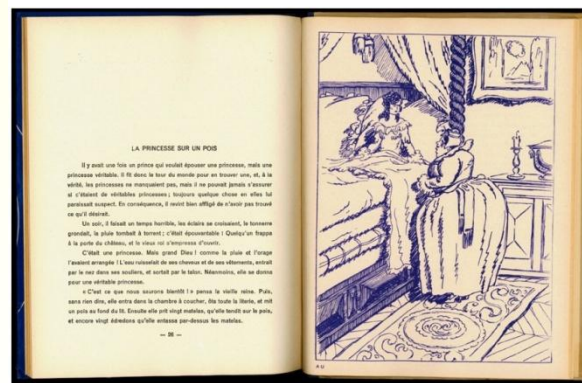 LA PRINCESSE SUR UN POIS
Il y avait une fois un prince qui voulait épouser une princesse, mais une
princesse véritable. Il fit donc le tour du monde pour en trouver une, et, à la
vérité, les princesses ne manquaient pas, mais il ne pouvait jamais s'assurer
si c'étaient de véritables princesses ; toujours quelque chose en elles lui
paraissait suspect. En conséquence, il revint bien affligé de n'avoir pas trouvé
ce qu'il désirait.
Un soir, il faisait un temps horrible, les éclairs se croisaient, le tonnerre
grondait, la pluie tombait à torrent ; c'était épouvantable ! Quelqu'un frappa
à la porte du château, et le vieux roi s'empressa d'ouvrir.
C'était une princesse. Mais grand Dieu ! comme la pluie et l'orage
l'avaient arrangée ! L'eau ruisselait de ses cheveux et de ses vêtements, entrait
par le nez dans ses souliers, et sortait par le talon. Néanmoins, elle se donna
pour une véritable princesse.
« C'est ce que nous saurons bientôt ! » pensa la vieille reine. Puis,
sans rien dire, elle entra dans la chambre à coucher, ôta toute la literie, et mit
un pois au fond du lit. Ensuite elle prit vingt matelas, qu'elle tendit sur le pois,
et encore vingt édredons qu'elle entassa par-dessus les matelas.